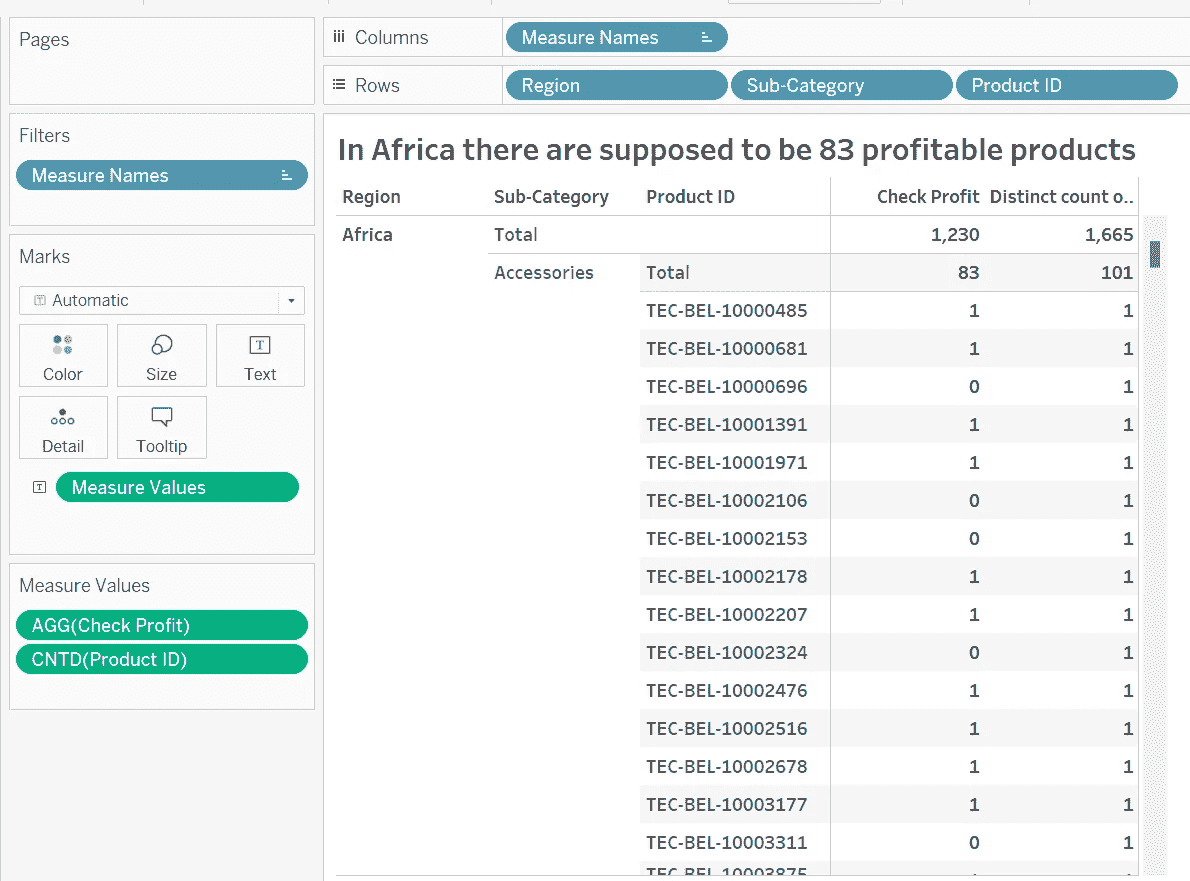 Pages
Columns Measure Names
Rows Region Sub-Category Product ID
Filters
Measure Names
Marks
Automatic
Color Size Text
Detail Tooltip
Measure Values
Measure Values
AGG(Check Profit)
CNTD(Product ID)
In Africa there are supposed to be 83 profitable products
Region Sub-Category Product ID Check Profit Distinct count o..
Africa Total 1,230 1,665
Accessories Total 83 101
TEC-BEL-10000485 1 1
TEC-BEL-10000681 1 1
TEC-BEL-10000696 0 1
TEC-BEL-10001391 1 1
TEC-BEL-10001971 1 1
TEC-BEL-10002106 0 1
TEC-BEL-10002153 0 1
TEC-BEL-10002178 1 1
TEC-BEL-10002207 1 1
TEC-BEL-10002324 0 1
TEC-BEL-10002476 1 1
TEC-BEL-10002516 1 1
TEC-BEL-10002678 1 1
TEC-BEL-10003177 1 1
TEC-BEL-10003311 0 1
TEC-BEL-10003875